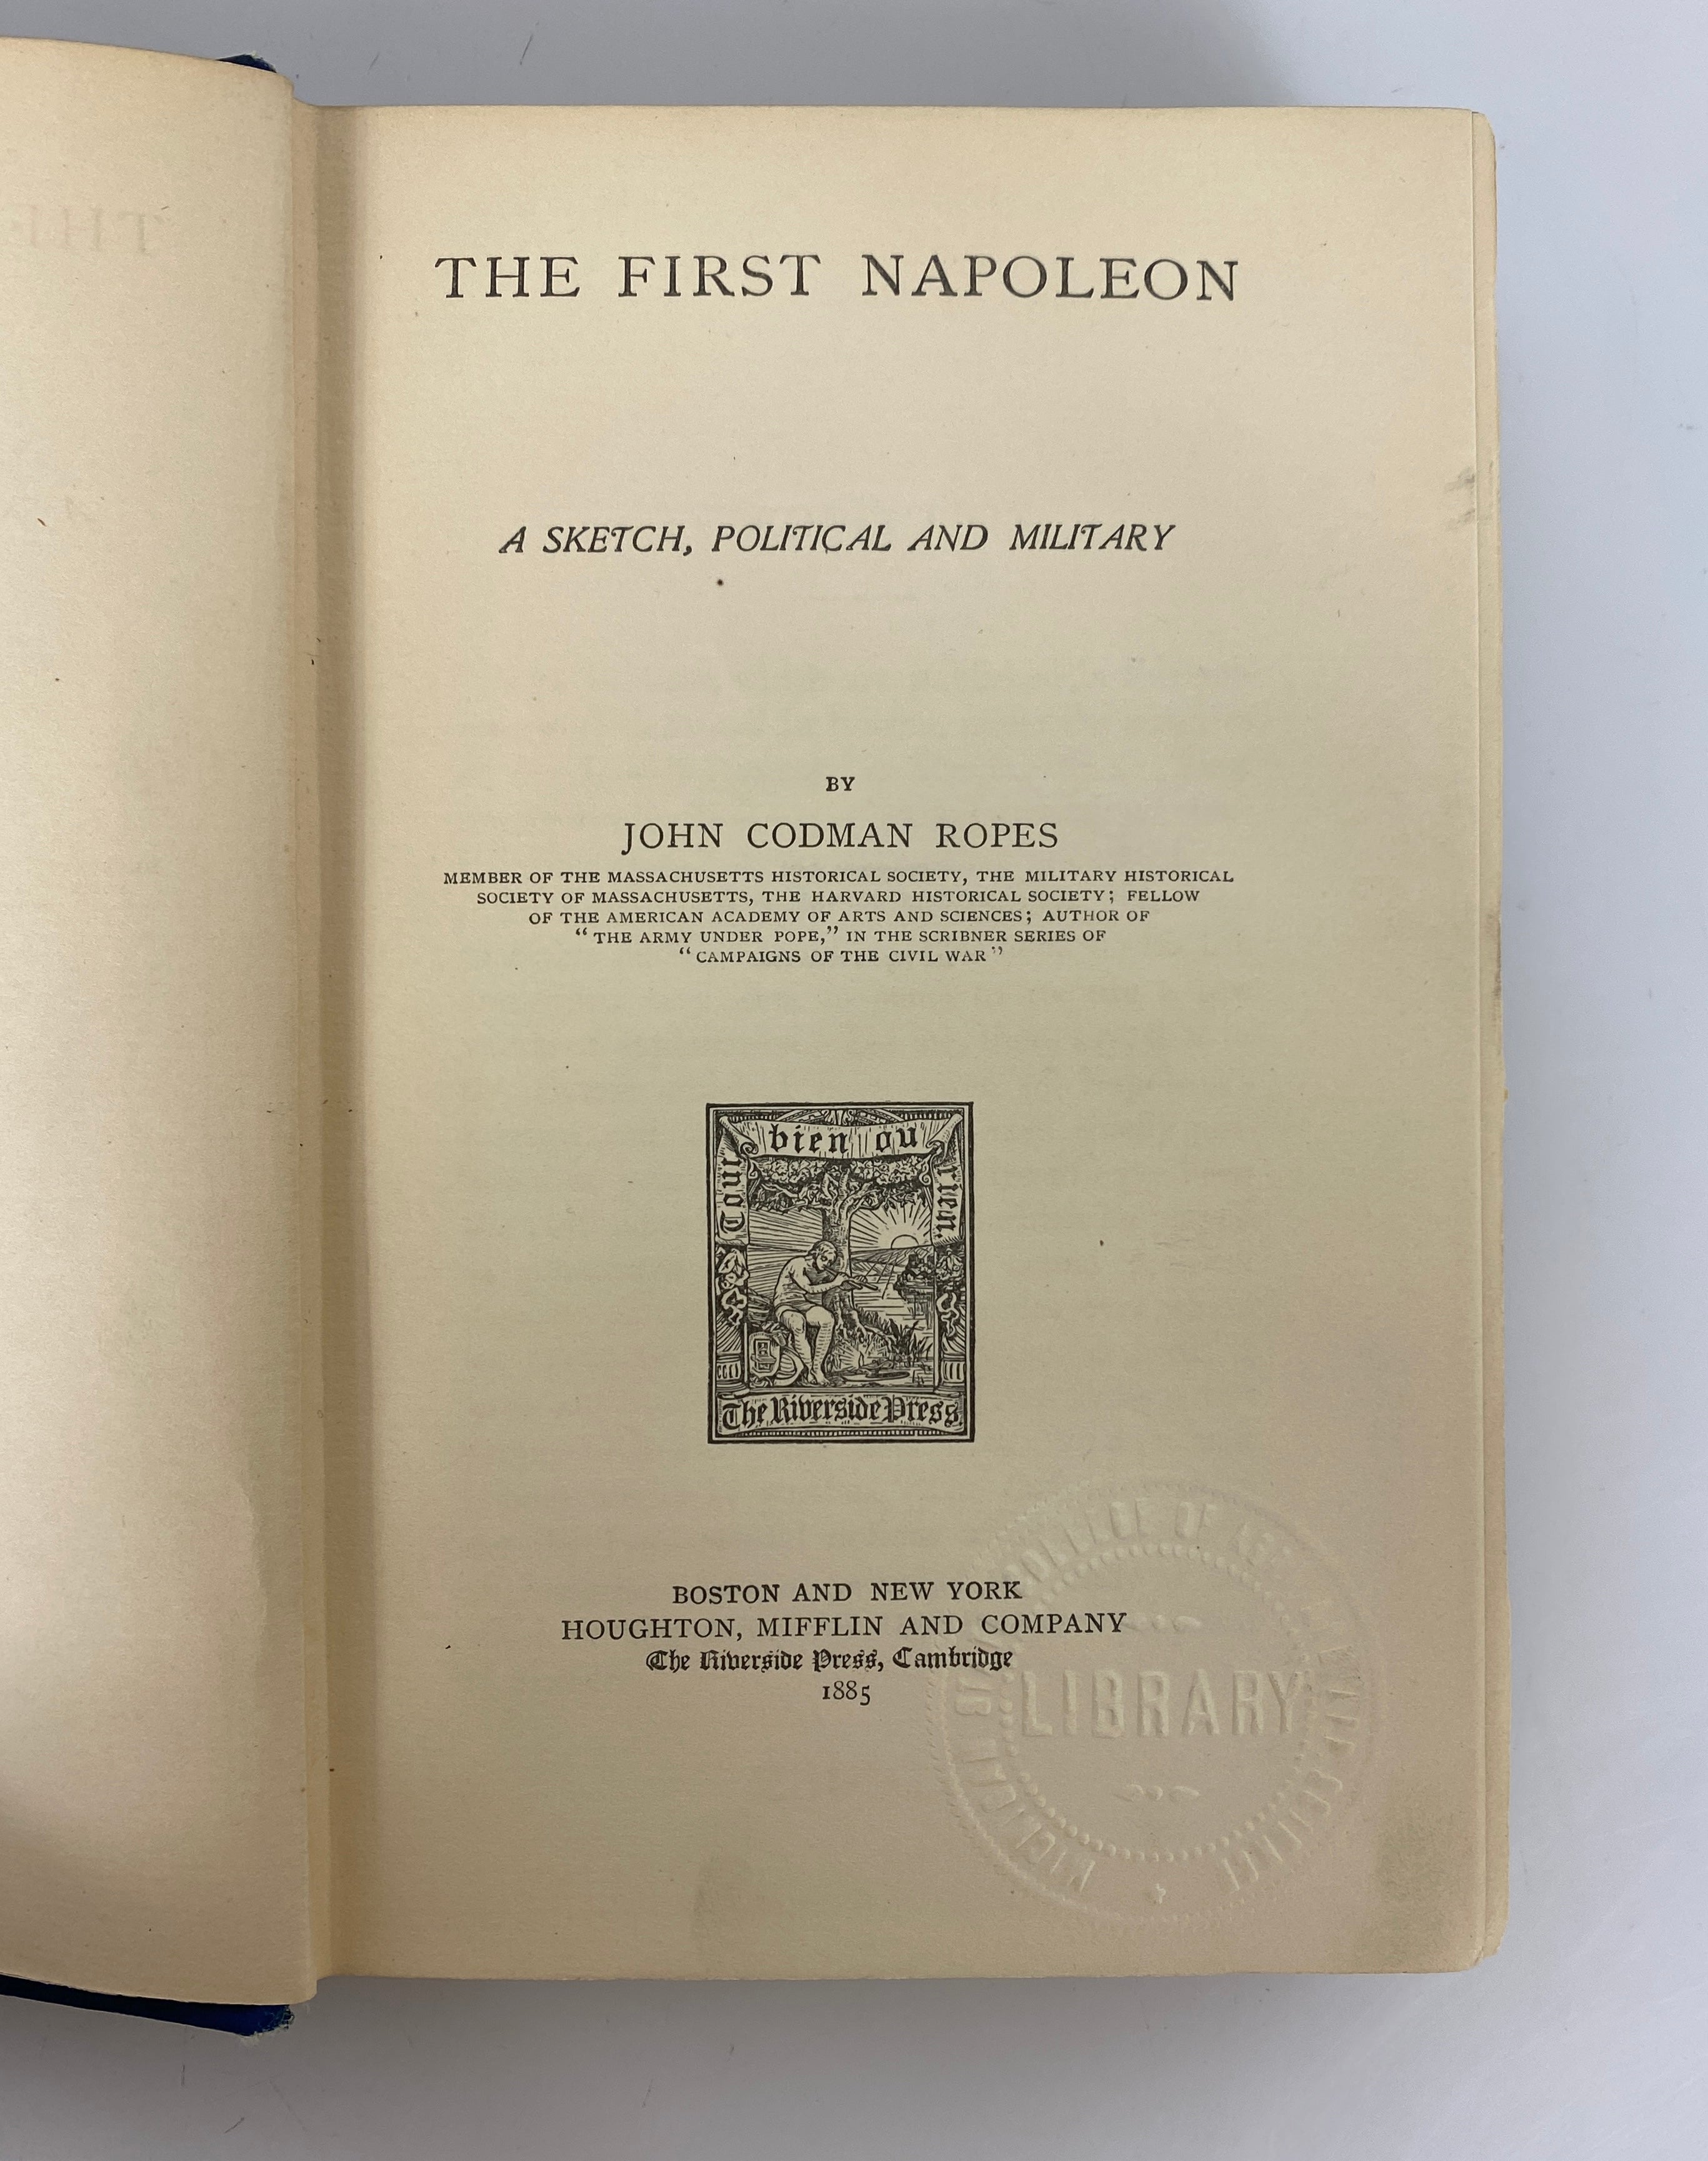 THE FIRST NAPOLEON
A SKETCH, POLITICAL AND MILITARY
BY
JOHN CODMAN ROPES
MEMBER OF THE MASSACHUSETTS HISTORICAL SOCIETY, THE MILITARY HISTORICAL
SOCIETY OF MASSACHUSETTS, THE HARVARD HISTORICAL SOCIETY; FELLOW
OF THE AMERICAN ACADEMY OF ARTS AND SCIENCES; AUTHOR OF
"THE ARMY UNDER POPE," IN THE SCRIBNER SERIES OF
"CAMPAIGNS OF THE CIVIL WAR"
Tout bien ou rien.
The Riverside Press
BOSTON AND NEW YORK
HOUGHTON, MIFFLIN AND COMPANY
The Riverside Press, Cambridge
1885
COLLEGE OF
LIBRARY